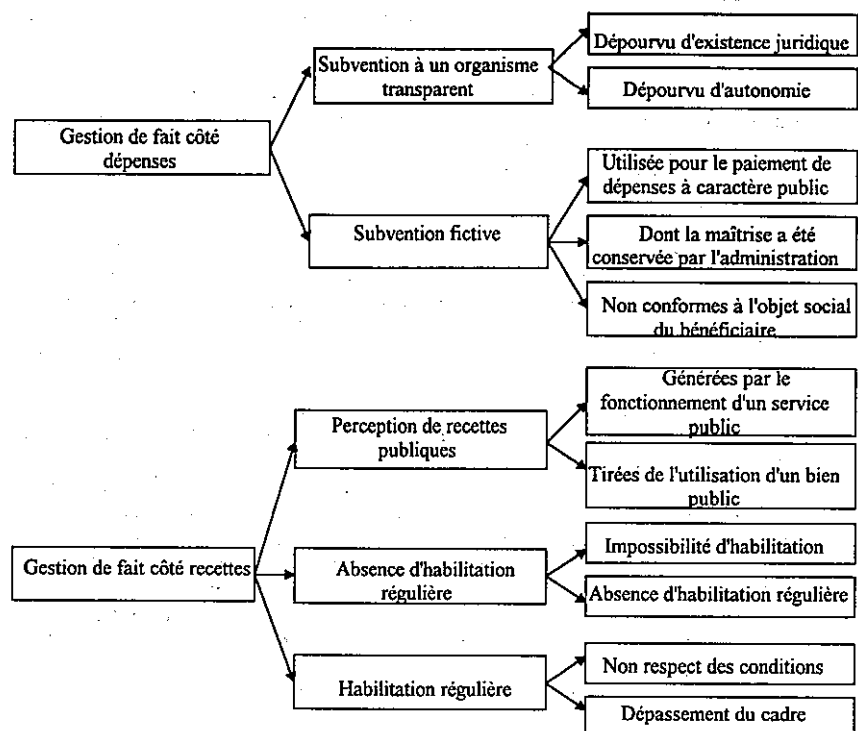 Gestion de fait côté
dépenses
Subvention à un organisme
transparent
Dépourvu d'existence juridique
Dépourvu d'autonomie
Subvention fictive
Utilisée pour le paiement de
dépenses à caractère public
Dont la maîtrise a été
conservée par l'administration
Non conformes à l'objet social
du bénéficiaire
Gestion de fait côté recettes
Perception de recettes
publiques
Générées par le
fonctionnement d'un service
public
Tirées de l'utilisation d'un bien
public
Absence d'habilitation
régulière
Impossibilité d'habilitation
Absence d'habilitation régulière
Habilitation régulière
Non respect des conditions
Dépassement du cadre